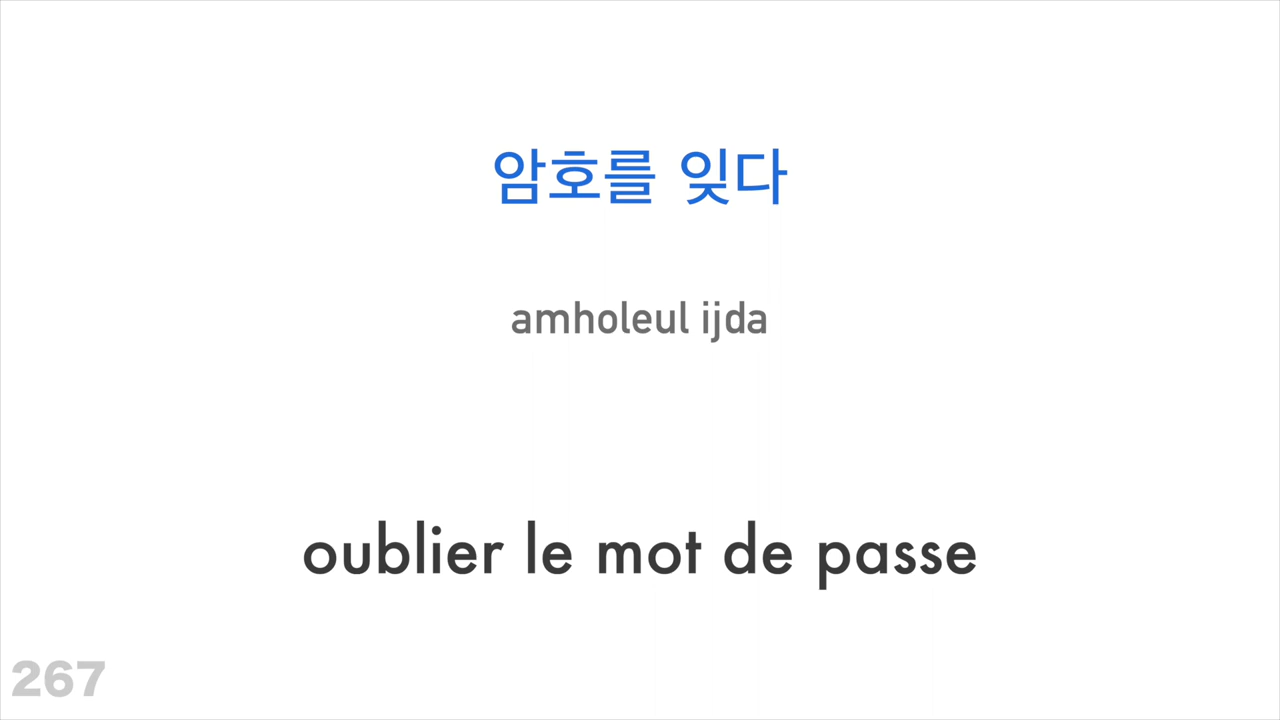 암호를 잊다
amholeul ijda
oublier le mot de passe
267